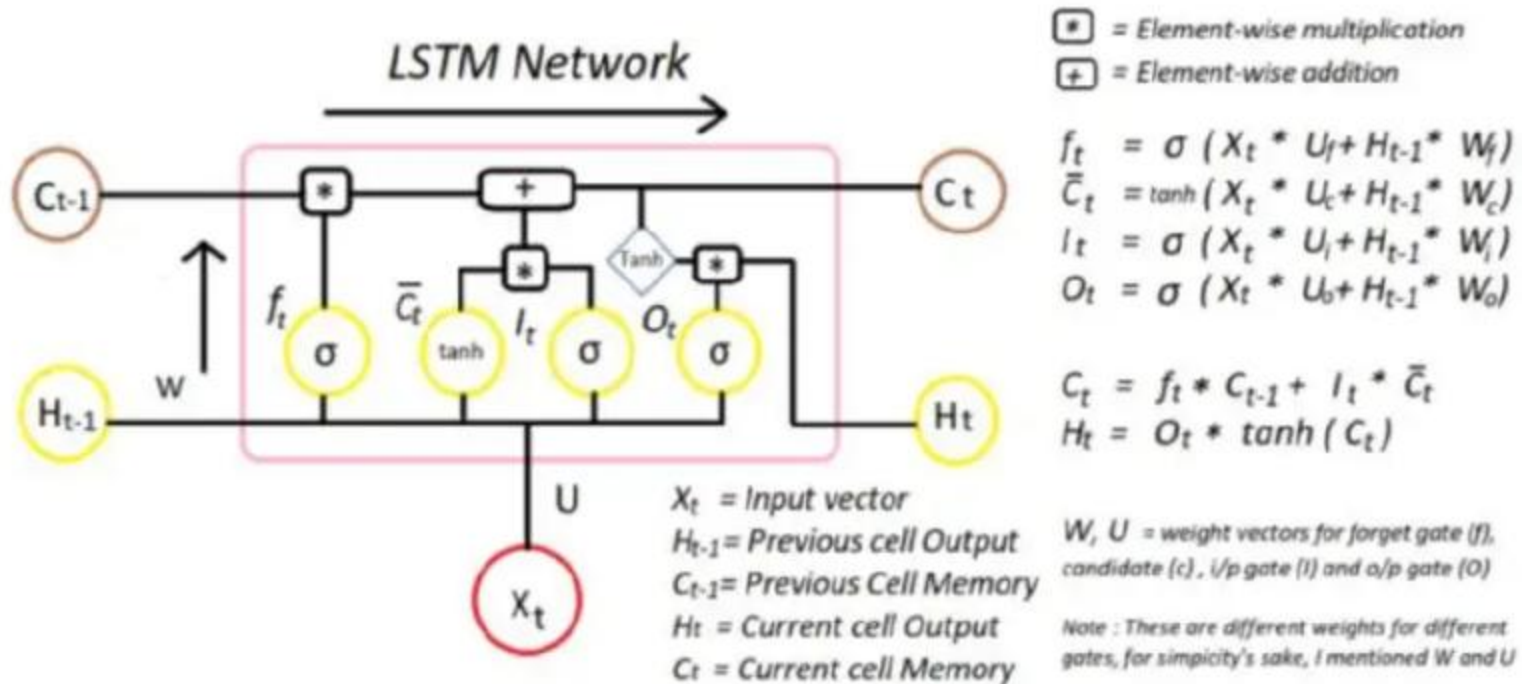 LSTM Network
Ct-1
*
+
Ct
Tanh
*
*
ft
C̄t
It
Ot
σ
tanh
σ
σ
W
Ht-1
Ht
U
Xt
Xt = Input vector
Ht-1= Previous cell Output
Ct-1= Previous Cell Memory
Ht = Current cell Output
Ct = Current cell Memory
* = Element-wise multiplication
+ = Element-wise addition
ft = σ ( Xt * Uf+ Ht-1* Wf)
C̄t = tanh ( Xt * Uc+ Ht-1* Wc)
It = σ ( Xt * Ui+ Ht-1* Wi)
Ot = σ ( Xt * Uo+ Ht-1* Wo)
Ct = ft * Ct-1 + It * C̄t
Ht = Ot * tanh ( Ct )
W, U = weight vectors for forget gate (f),
candidate (c) , i/p gate (I) and o/p gate (O)
Note : These are different weights for different
gates, for simpicity's sake, I mentioned W and U